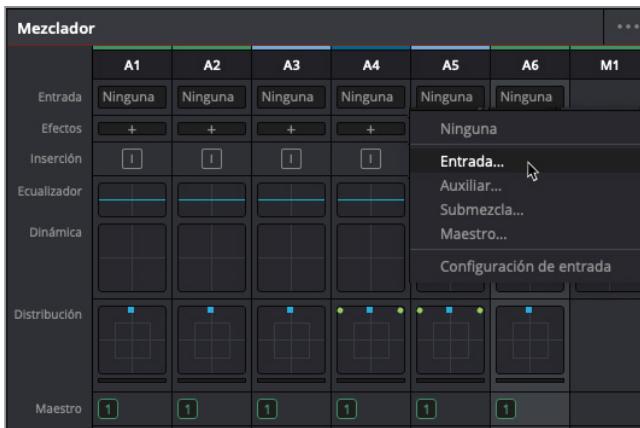 Mezclador
A1 A2 A3 A4 A5 A6 M1
Entrada Ninguna Ninguna Ninguna Ninguna Ninguna Ninguna
Efectos + + + +
Ninguna
Inserción I I I I
Entrada...
Ecualizador
Auxiliar...
Submezcla...
Dinámica
Maestro...
Configuración de entrada
Distribución
Maestro 1 1 1 1 1 1